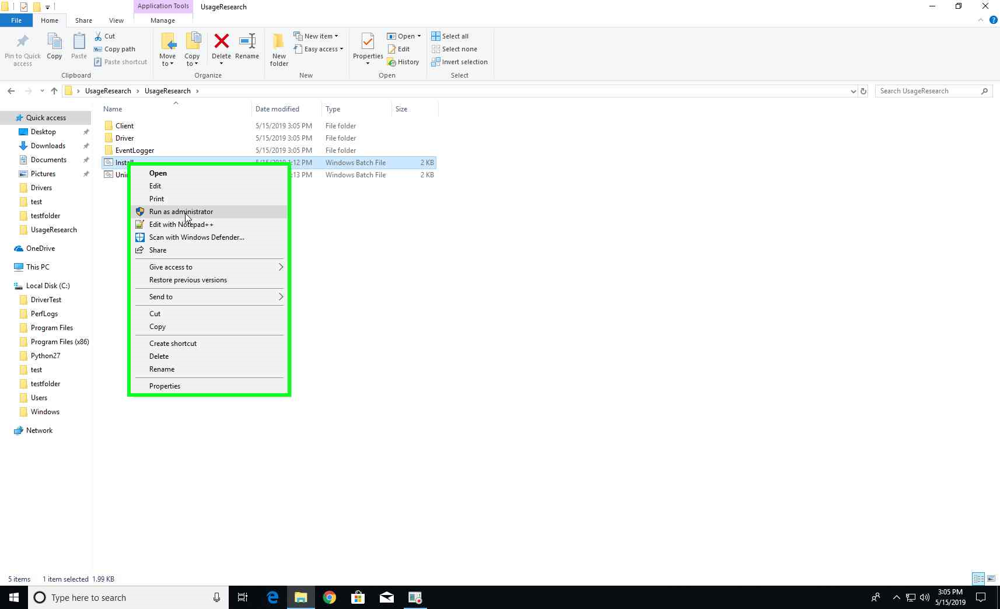 Application Tools
UsageResearch
File
Home
Share
View
Manage
Pin to Quick
access
Copy
Paste
Cut
Copy path
Paste shortcut
Clipboard
Move
to
Copy
to
Delete
Rename
Organize
New
folder
New item
Easy access
New
Properties
Open
Edit
History
Open
Select all
Select none
Invert selection
Select
UsageResearch
UsageResearch
Search UsageResearch
Name
Date modified
Type
Size
Client
5/15/2019 3:05 PM
File folder
Driver
5/15/2019 3:05 PM
File folder
EventLogger
5/15/2019 3:05 PM
File folder
Install
:12 PM
Windows Batch File
2 KB
:13 PM
Windows Batch File
2 KB
Quick access
Desktop
Downloads
Documents
Pictures
Drivers
test
testfolder
UsageResearch
OneDrive
This PC
Local Disk (C:)
DriverTest
PerfLogs
Program Files
Program Files (x86)
Python27
test
testfolder
Users
Windows
Network
Open
Edit
Print
Run as administrator
Edit with Notepad++
Scan with Windows Defender...
Share
Give access to
Restore previous versions
Send to
Cut
Copy
Create shortcut
Delete
Rename
Properties
5 items
1 item selected 1.99 KB
Type here to search
3:05 PM
5/15/2019